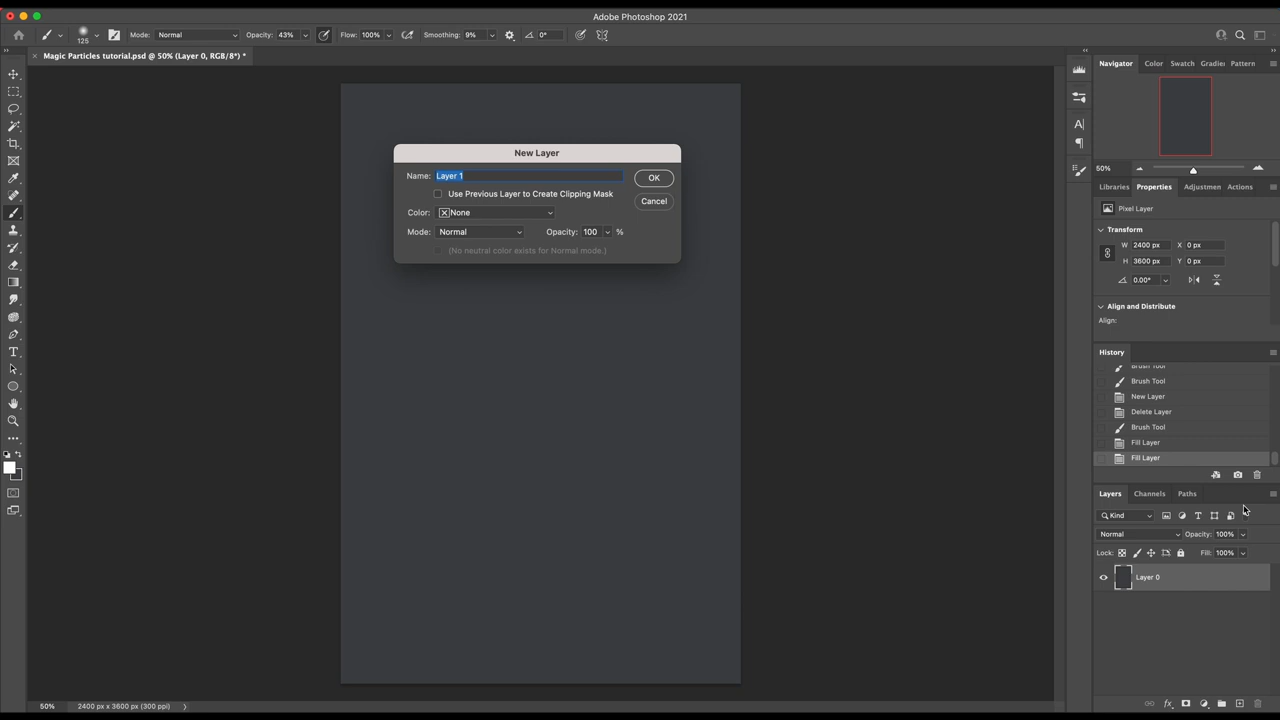 Adobe Photoshop 2021
125 Mode: Normal Opacity: 43% Flow: 100% Smoothing: 9% 0°
Magic Particles tutorial.psd @ 50% (Layer 0, RGB/8*) *
Navigator Color Swatch Gradie Pattern
New Layer
Name: Layer 1 OK
Use Previous Layer to Create Clipping Mask
Cancel
Color: None
Mode: Normal Opacity: 100 %
(No neutral color exists for Normal mode.)
50%
Libraries Properties Adjustmen Actions
Pixel Layer
Transform
W 2400 px X 0 px
H 3600 px Y 0 px
0.00°
Align and Distribute
Align:
History
Brush Tool
Brush Tool
New Layer
Delete Layer
Brush Tool
Fill Layer
Fill Layer
Layers Channels Paths
Kind
Normal Opacity: 100%
Lock: Fill: 100%
Layer 0
50% 2400 px x 3600 px (300 ppi)